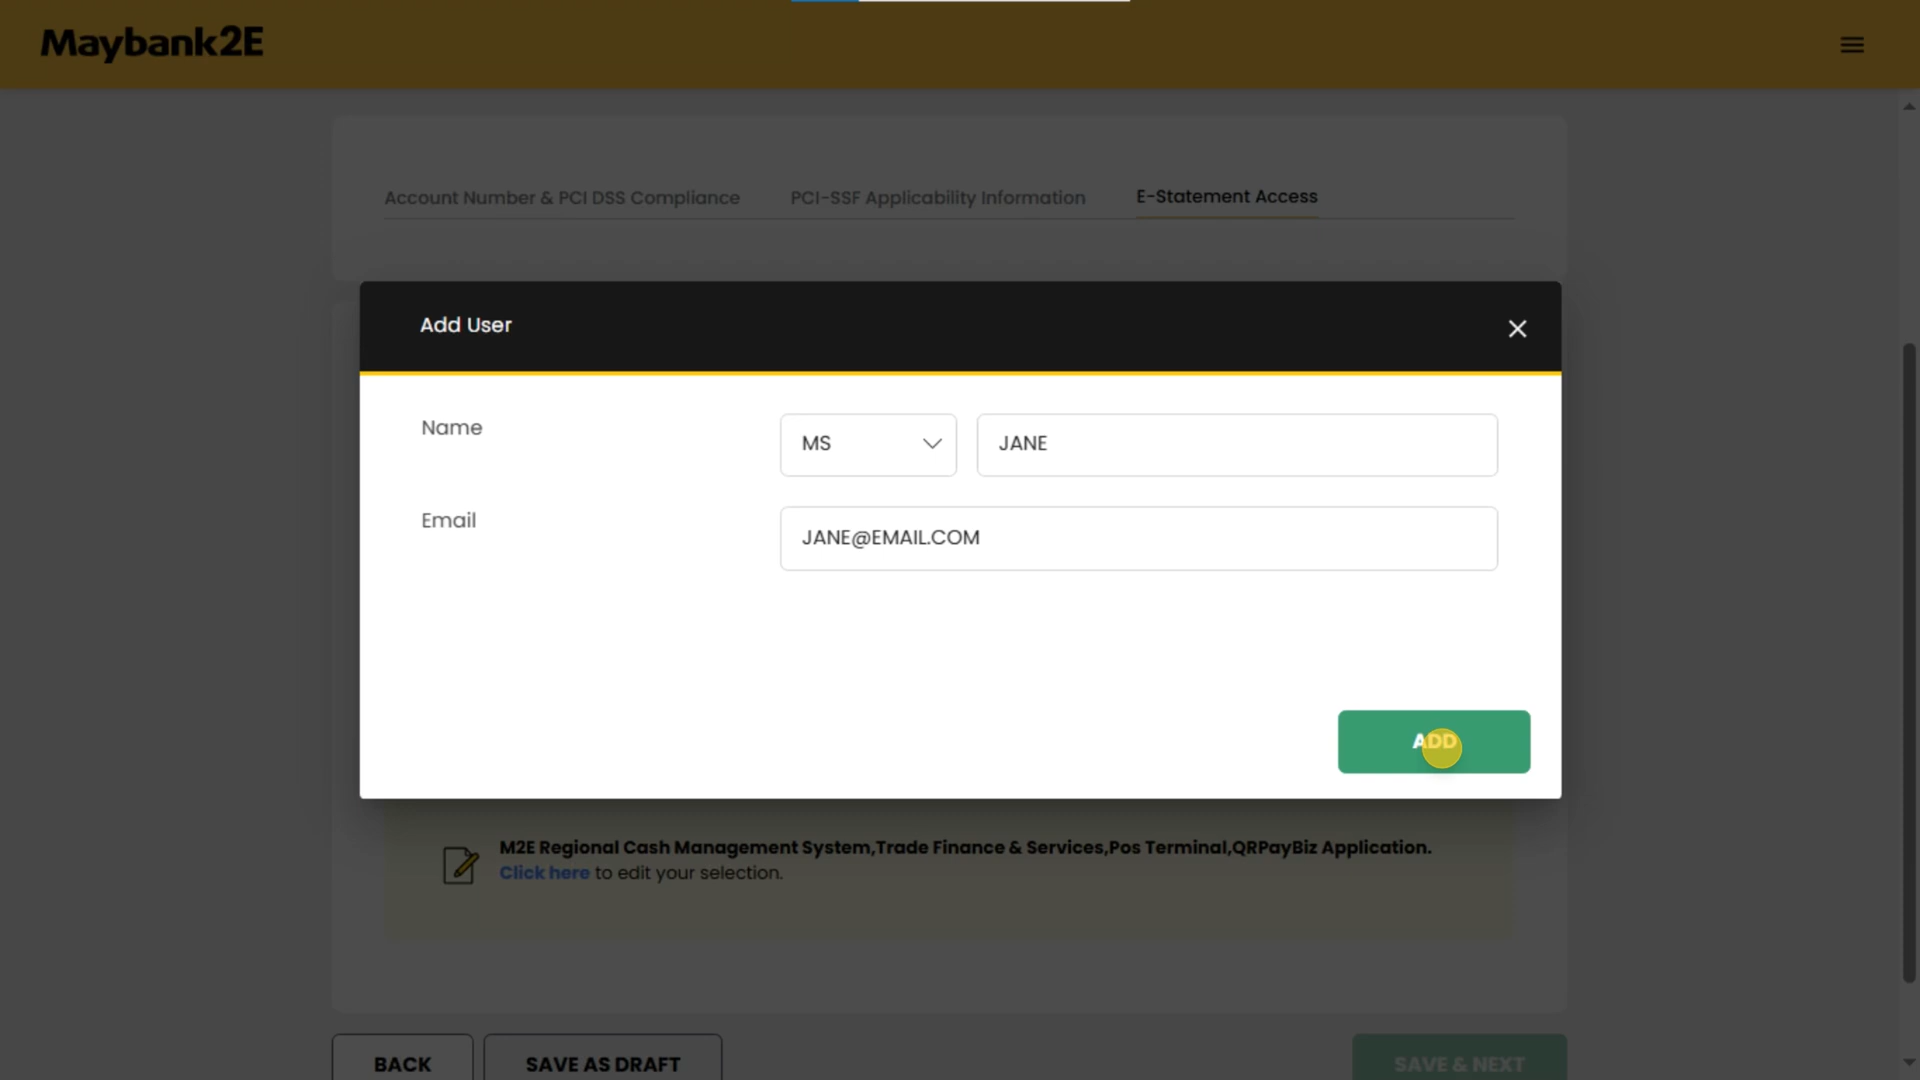 Maybank2E
Account Number & PCI DSS Compliance PCI-SSF Applicability Information E-Statement Access
Add User
Name MS JANE
Email JANE@EMAIL.COM
ADD
M2E Regional Cash Management System,Trade Finance & Services,Pos Terminal,QRPayBiz Application.
Click here to edit your selection.
BACK SAVE AS DRAFT SAVE & NEXT